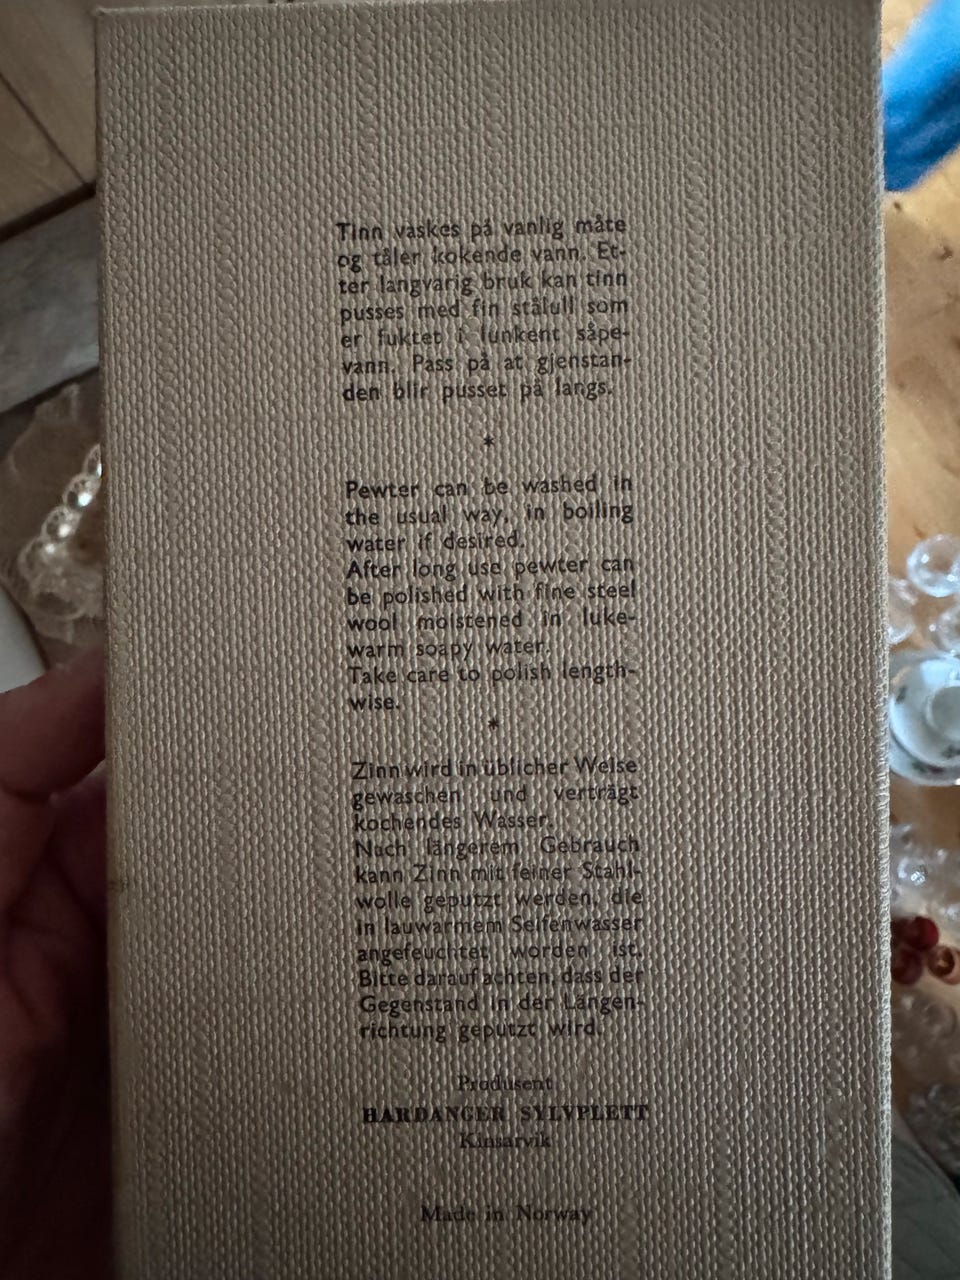 Tinn vaskes på vanlig måte
og tåler kokende vann. Et-
ter langvarig bruk kan tinn
pusses med fin stålull som
er fuktet i lunkent såpe-
vann. Pass på at gjenstan-
den blir pusset på langs.
*
Pewter can be washed in
the usual way, in boiling
water if desired.
After long use pewter can
be polished with fine steel
wool moistened in luke-
warm soapy water.
Take care to polish length-
wise.
*
Zinn wird in üblicher Weise
gewaschen und verträgt
kochendes Wasser.
Nach längerem Gebrauch
kann Zinn mit feiner Stahl-
wolle geputzt werden, die
in lauwarmem Seifenwasser
angefeuchtet worden ist.
Bitte darauf achten, dass der
Gegenstand in der Längen-
richtung geputzt wird.
Produsent:
HARDANGER SYLVPLETT
Kinsarvik
Made in Norway